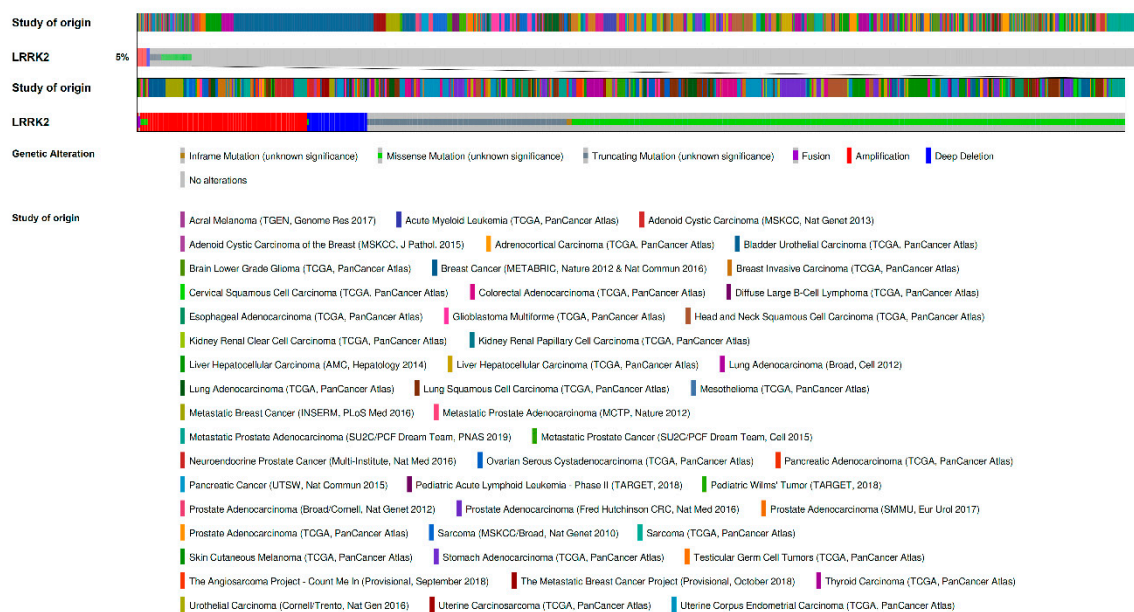 Study of origin
LRRK2 5%
Study of origin
LRRK2
Genetic Alteration Inframe Mutation (unknown significance) Missense Mutation (unknown significance) Truncating Mutation (unknown significance) Fusion Amplification Deep Deletion
No alterations
Study of origin Acral Melanoma (TGEN, Genome Res 2017) Acute Myeloid Leukemia (TCGA, PanCancer Atlas) Adenoid Cystic Carcinoma (MSKCC, Nat Genet 2013)
Adenoid Cystic Carcinoma of the Breast (MSKCC, J Pathol. 2015) Adrenocortical Carcinoma (TCGA, PanCancer Atlas) Bladder Urothelial Carcinoma (TCGA, PanCancer Atlas)
Brain Lower Grade Glioma (TCGA, PanCancer Atlas) Breast Cancer (METABRIC, Nature 2012 & Nat Commun 2016) Breast Invasive Carcinoma (TCGA, PanCancer Atlas)
Cervical Squamous Cell Carcinoma (TCGA, PanCancer Atlas) Colorectal Adenocarcinoma (TCGA, PanCancer Atlas) Diffuse Large B-Cell Lymphoma (TCGA, PanCancer Atlas)
Esophageal Adenocarcinoma (TCGA, PanCancer Atlas) Glioblastoma Multiforme (TCGA, PanCancer Atlas) Head and Neck Squamous Cell Carcinoma (TCGA, PanCancer Atlas)
Kidney Renal Clear Cell Carcinoma (TCGA, PanCancer Atlas) Kidney Renal Papillary Cell Carcinoma (TCGA, PanCancer Atlas)
Liver Hepatocellular Carcinoma (AMC, Hepatology 2014) Liver Hepatocellular Carcinoma (TCGA, PanCancer Atlas) Lung Adenocarcinoma (Broad, Cell 2012)
Lung Adenocarcinoma (TCGA, PanCancer Atlas) Lung Squamous Cell Carcinoma (TCGA, PanCancer Atlas) Mesothelioma (TCGA, PanCancer Atlas)
Metastatic Breast Cancer (INSERM, PLoS Med 2016) Metastatic Prostate Adenocarcinoma (MCTP, Nature 2012)
Metastatic Prostate Adenocarcinoma (SU2C/PCF Dream Team, PNAS 2019) Metastatic Prostate Cancer (SU2C/PCF Dream Team, Cell 2015)
Neuroendocrine Prostate Cancer (Multi-Institute, Nat Med 2016) Ovarian Serous Cystadenocarcinoma (TCGA, PanCancer Atlas) Pancreatic Adenocarcinoma (TCGA, PanCancer Atlas)
Pancreatic Cancer (UTSW, Nat Commun 2015) Pediatric Acute Lymphoid Leukemia - Phase II (TARGET, 2018) Pediatric Wilms' Tumor (TARGET, 2018)
Prostate Adenocarcinoma (Broad/Cornell, Nat Genet 2012) Prostate Adenocarcinoma (Fred Hutchinson CRC, Nat Med 2016) Prostate Adenocarcinoma (SMMU, Eur Urol 2017)
Prostate Adenocarcinoma (TCGA, PanCancer Atlas) Sarcoma (MSKCC/Broad, Nat Genet 2010) Sarcoma (TCGA, PanCancer Atlas)
Skin Cutaneous Melanoma (TCGA, PanCancer Atlas) Stomach Adenocarcinoma (TCGA, PanCancer Atlas) Testicular Germ Cell Tumors (TCGA, PanCancer Atlas)
The Angiosarcoma Project - Count Me In (Provisional, September 2018) The Metastatic Breast Cancer Project (Provisional, October 2018) Thyroid Carcinoma (TCGA, PanCancer Atlas)
Urothelial Carcinoma (Cornell/Trento, Nat Gen 2016) Uterine Carcinosarcoma (TCGA, PanCancer Atlas) Uterine Corpus Endometrial Carcinoma (TCGA, PanCancer Atlas)